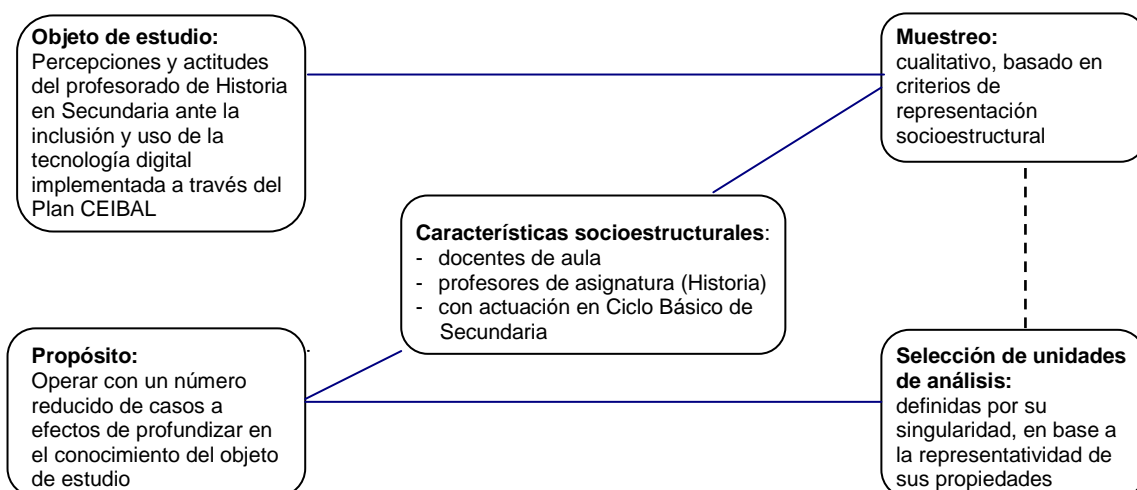 Objeto de estudio:
Percepciones y actitudes
del profesorado de Historia
en Secundaria ante la
inclusión y uso de la
tecnología digital
implementada a través del
Plan CEIBAL
Muestreo:
cualitativo, basado en
criterios de
representación
socioestructural
Características socioestructurales:
- docentes de aula
- profesores de asignatura (Historia)
- con actuación en Ciclo Básico de
Secundaria
Propósito:
Operar con un número
reducido de casos a
efectos de profundizar en
el conocimiento del objeto
de estudio
Selección de unidades
de análisis:
definidas por su
singularidad, en base a
la representatividad de
sus propiedades